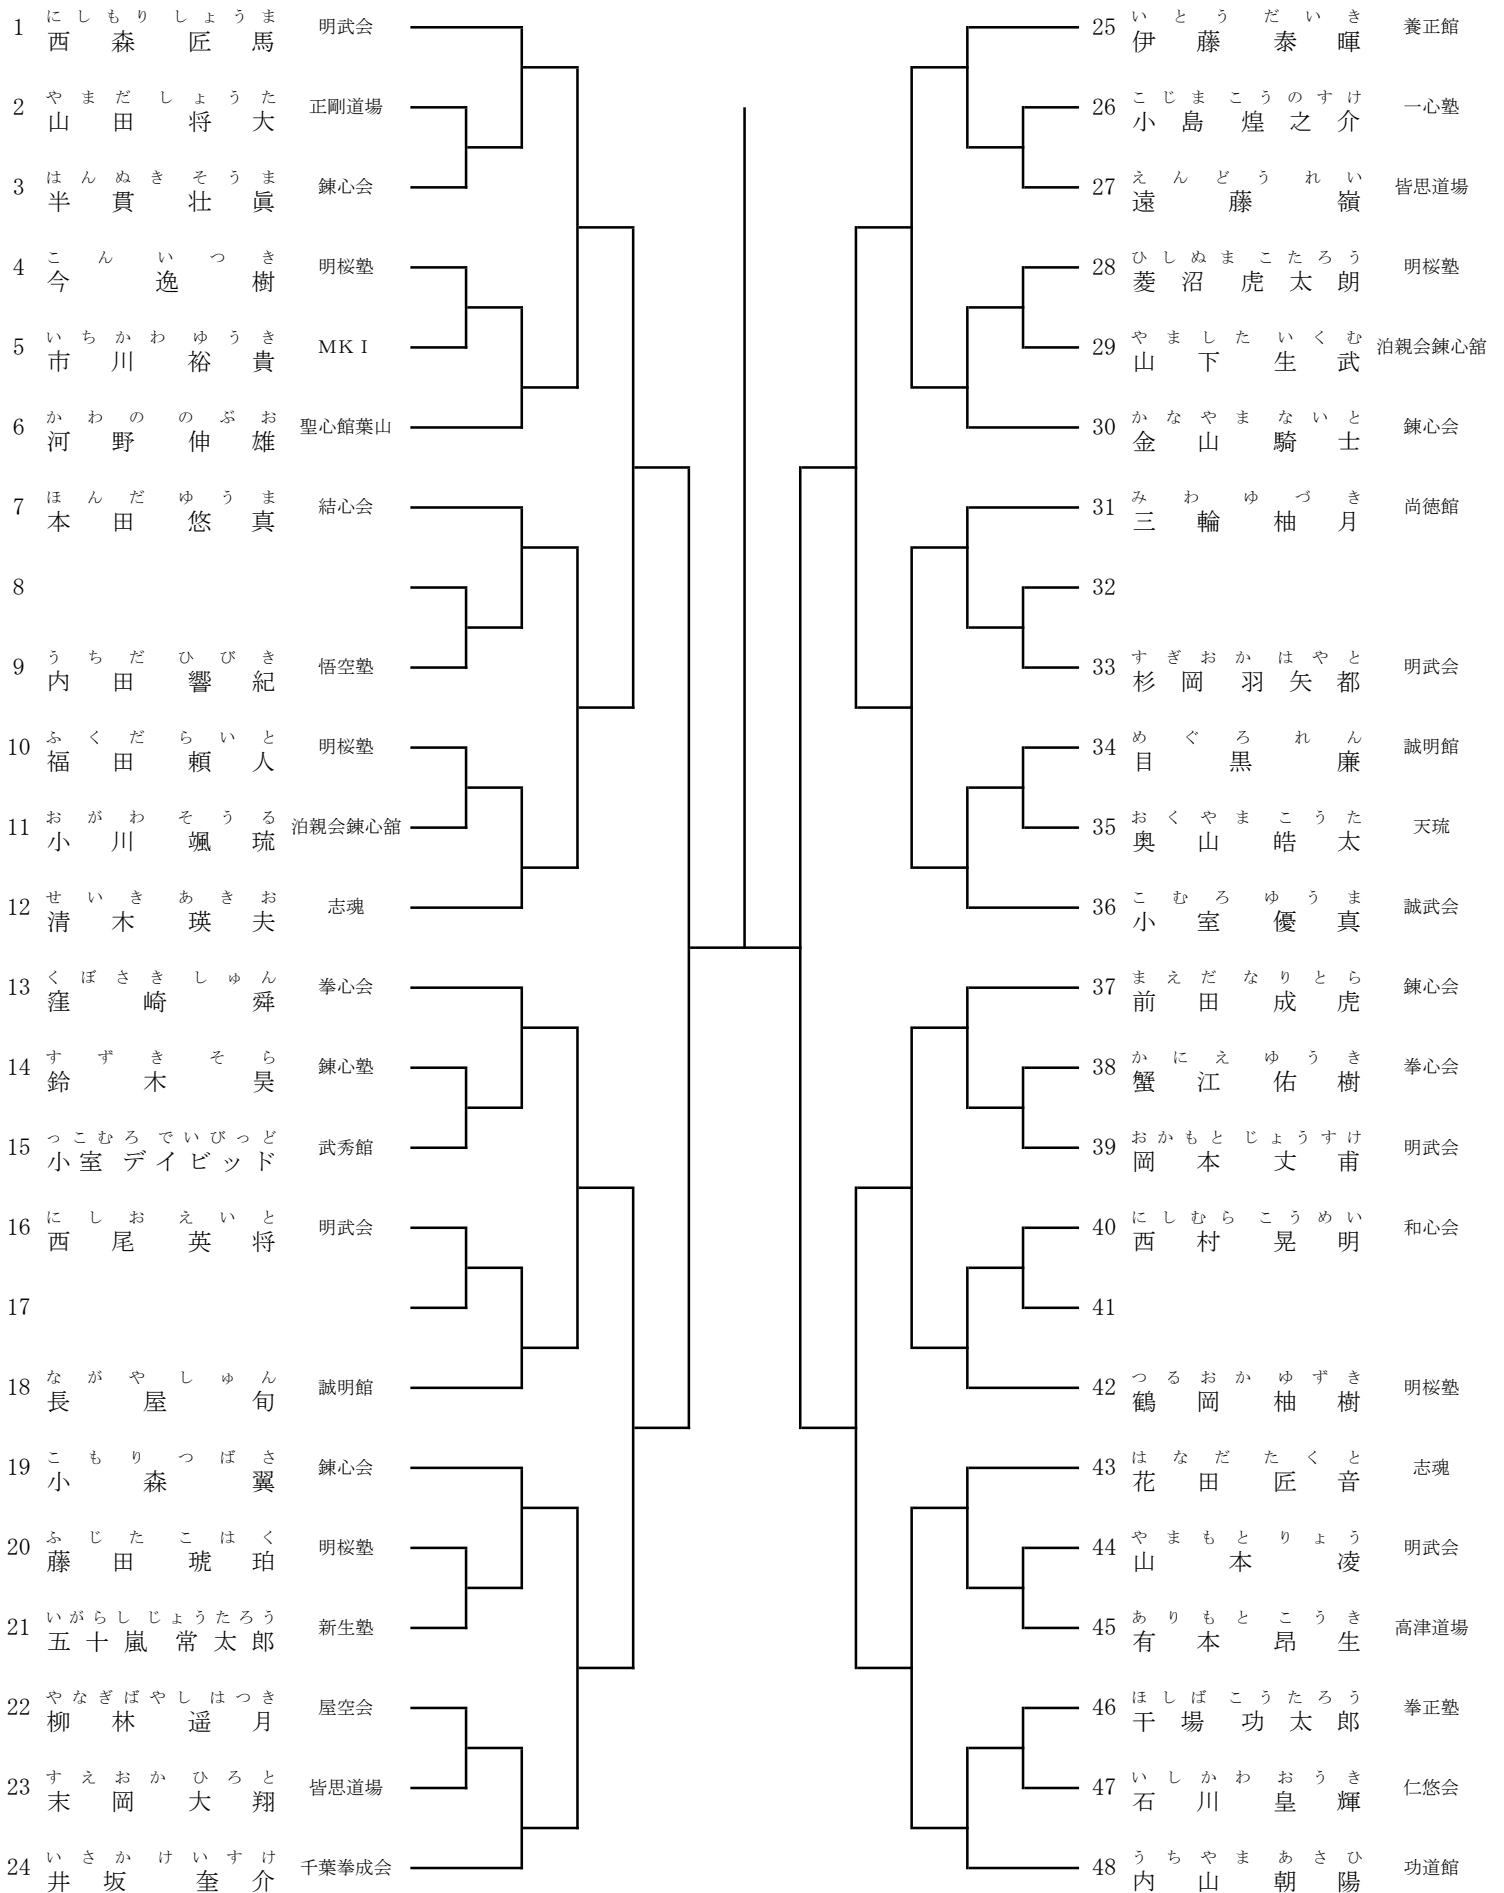 にしもり しょうま
1 西森 匠馬 明武会
やまだ しょうた
2 山田 将大 正剛道場
はんぬき そうま
3 半貫 壮眞 錬心会
こん いつき
4 今 逸樹 明桜塾
いちかわ ゆうき
5 市川 裕貴 MKI
かわの のぶお
6 河野 伸雄 聖心館葉山
ほんだ ゆうま
7 本田 悠真 結心会
8
うちだ ひびき
9 内田 響紀 悟空塾
ふくだ らいと
10 福田 頼人 明桜塾
おがわ そうる
11 小川 颯琉 泊親会錬心舘
せいき あきお
12 清木 瑛夫 志魂
くぼさき しゅん
13 窪崎 舜 拳心会
すずき そら
14 鈴木 昊 錬心塾
っこむろ でいびっど
15 小室 デイビッド 武秀館
にしお えいと
16 西尾 英将 明武会
17
ながや しゅん
18 長屋 旬 誠明館
こもり つばさ
19 小森 翼 錬心会
ふじた こはく
20 藤田 琥珀 明桜塾
いがらし じょうたろう
21 五十嵐 常太郎 新生塾
やなぎばやし はつき
22 柳林 遥月 屋空会
すえおか ひろと
23 末岡 大翔 皆思道場
いさか けいすけ
24 井坂 奎介 千葉拳成会
いとう だいき
25 伊藤 泰暉 養正館
こじま こうのすけ
26 小島 煌之介 一心塾
えんどう れい
27 遠藤 嶺 皆思道場
ひしぬま こたろう
28 菱沼 虎太朗 明桜塾
やました いくむ
29 山下 生武 泊親会錬心舘
かなやま ないと
30 金山 騎士 錬心会
みわ ゆづき
31 三輪 柚月 尚徳館
32
すぎおか はやと
33 杉岡 羽矢都 明武会
めぐろ れん
34 目黒 廉 誠明館
おくやま こうた
35 奥山 皓太 天琉
こむろ ゆうま
36 小室 優真 誠武会
まえだ なりとら
37 前田 成虎 錬心会
かにえ ゆうき
38 蟹江 佑樹 拳心会
おかもと じょうすけ
39 岡本 丈甫 明武会
にしむら こうめい
40 西村 晃明 和心会
41
つるおか ゆずき
42 鶴岡 柚樹 明桜塾
はなだ たくと
43 花田 匠音 志魂
やまもと りょう
44 山本 凌 明武会
ありもと こうき
45 有本 昂生 高津道場
ほしば こうたろう
46 干場 功太郎 拳正塾
いしかわ おうき
47 石川 皇輝 仁悠会
うちやま あさひ
48 内山 朝陽 功道館